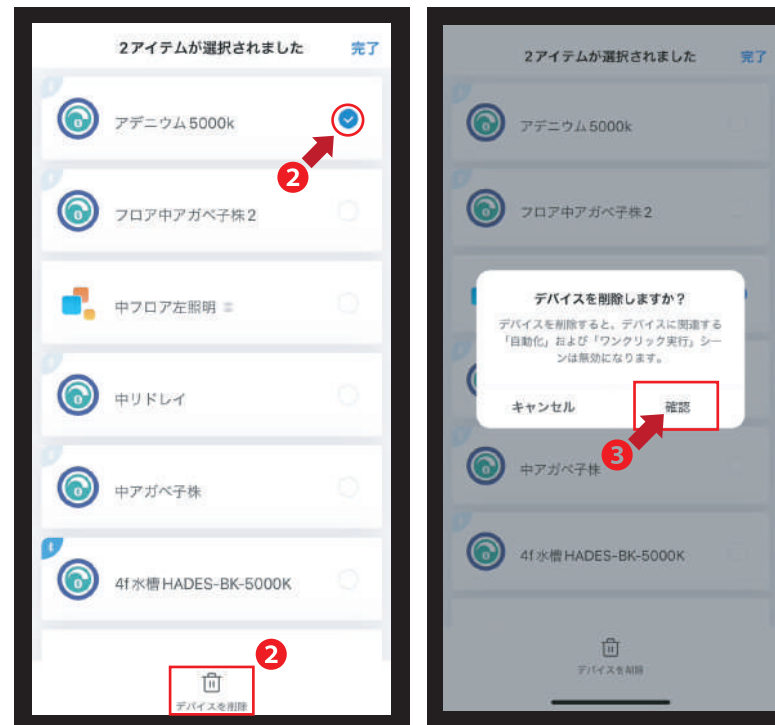 2アイテムが選択されました 完了
アデニウム5000k
2
フロア中アガベ子株2
中フロア左照明
中リドレイ
中アガベ子株
4f水槽HADES-BK-5000K
2
デバイスを削除
2アイテムが選択されました 完了
アデニウム5000k
フロア中アガベ子株2
デバイスを削除しますか？
デバイスを削除すると、デバイスに関連する
「自動化」および「ワンクリック実行」シー
ンは無効になります。
キャンセル 確認
3
中アガベ子株
4f水槽HADES-BK-5000K
デバイスを削除